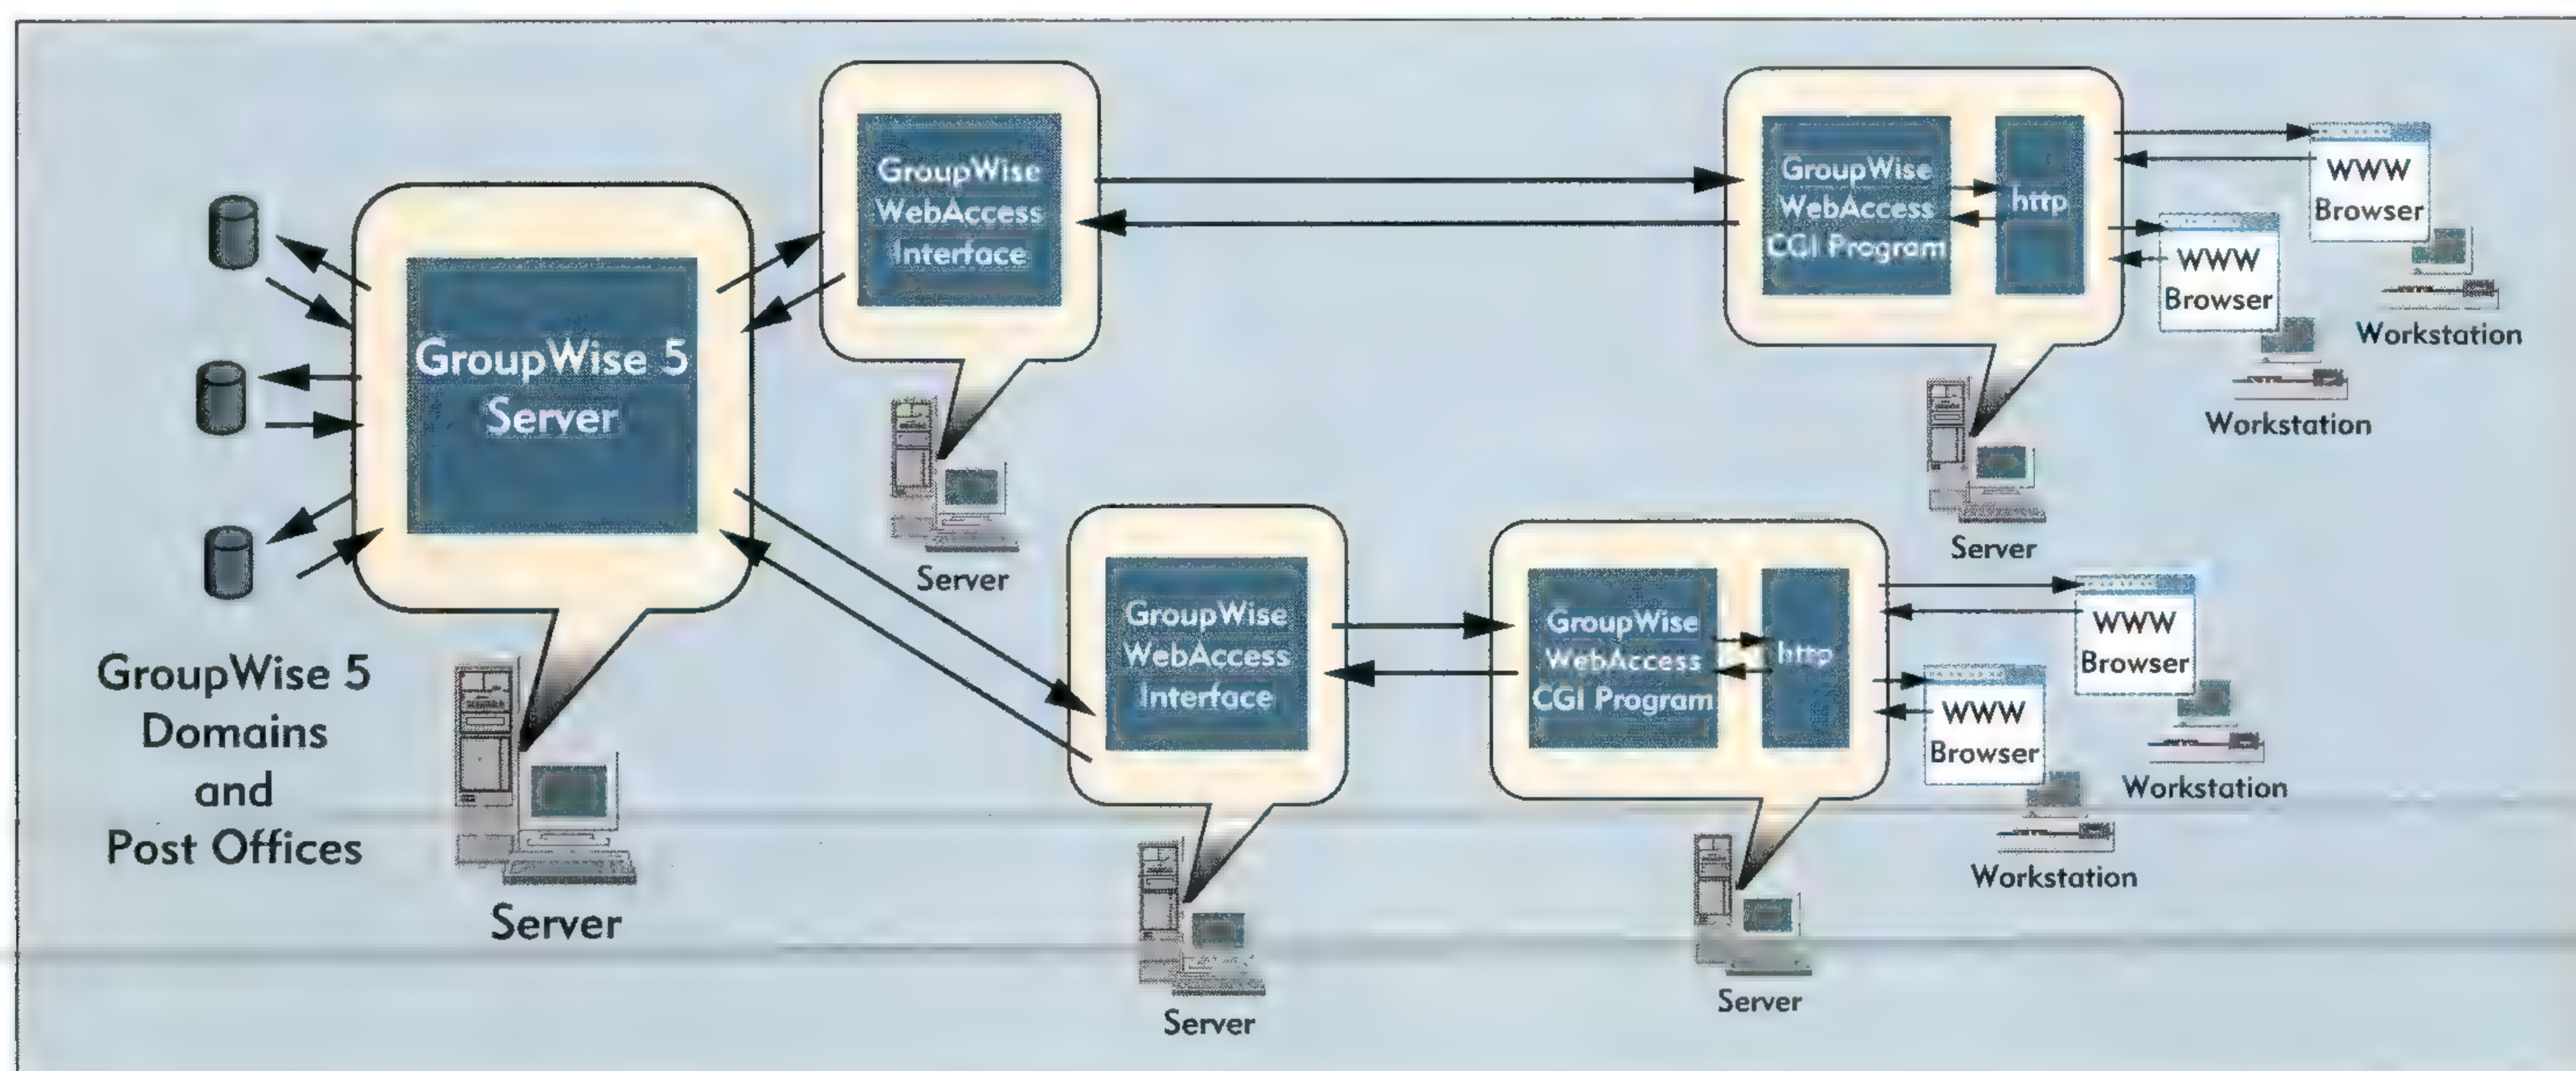 GroupWise 5
Domains
and
Post Offices
GroupWise 5
Server
Server
GroupWise
WebAccess
Interface
Server
GroupWise
WebAccess
CGI Program
http
Server
WWW
Browser
Workstation
WWW
Browser
Workstation
GroupWise
WebAccess
Interface
Server
GroupWise
WebAccess
CGI Program
http
Server
WWW
Browser
Workstation
WWW
Browser
Workstation